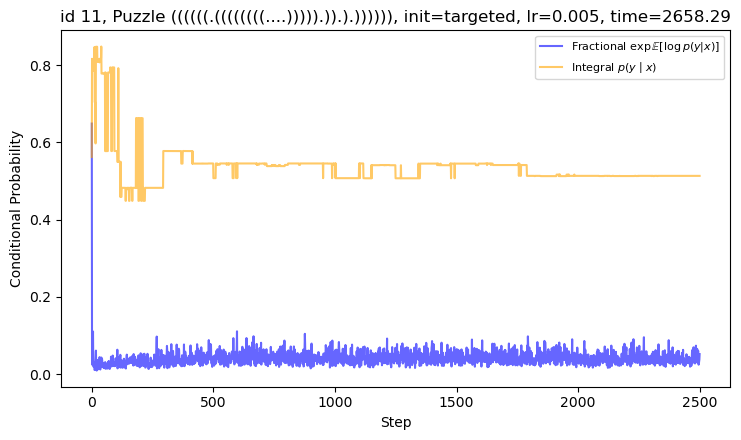 id 11, Puzzle ((((((.((((((((....))))).)).).)))))), init=targeted, lr=0.005, time=2658.29
Fractional exp𝔼[log p(y|x)]
Integral p(y | x)
Conditional Probability
0.8
0.6
0.4
0.2
0.0
0
500
1000
1500
2000
2500
Step